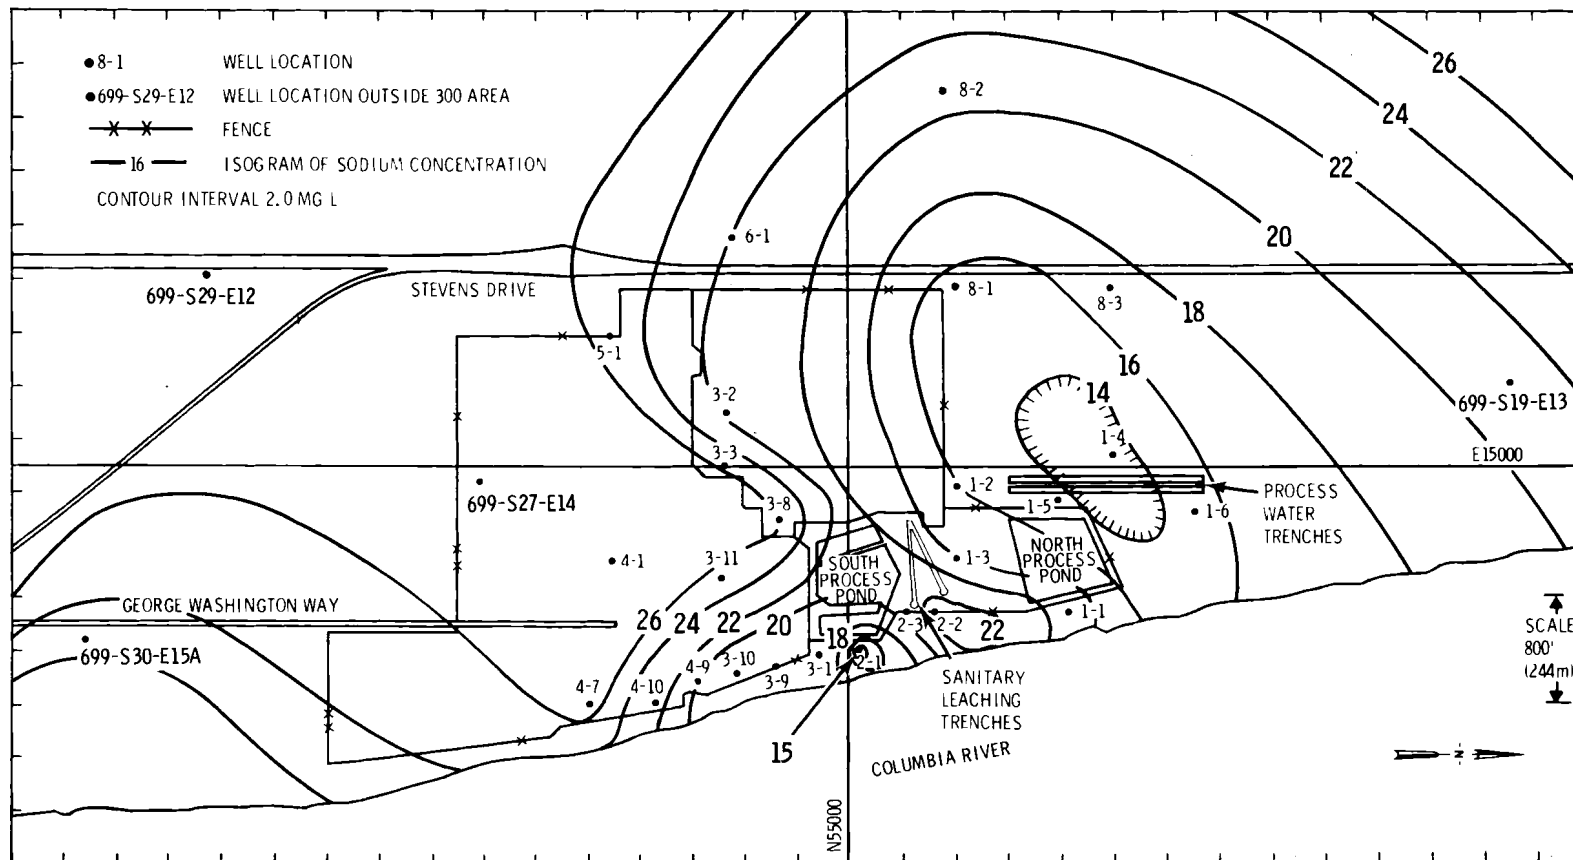 8-1 WELL LOCATION
699-S29-E12 WELL LOCATION OUTSIDE 300 AREA
X X FENCE
16 ISOGRAM OF SODIUM CONCENTRATION
CONTOUR INTERVAL 2.0 MG L
26
24
22
20
18
16
14
8-2
6-1
699-S29-E12
STEVENS DRIVE
8-1
8-3
5-1
3-2
3-3
1-4
699-S19-E13
E15000
699-S27-E14
1-2
1-5
1-6
PROCESS
WATER
TRENCHES
3-8
3-11
4-1
SOUTH
PROCESS
POND
1-3
NORTH
PROCESS
POND
GEORGE WASHINGTON WAY
26
24
22
20
18
2-3
2-2
22
1-1
699-S30-E15A
4-7
4-10
4-9
3-10
3-9
3-1
2-1
SANITARY
LEACHING
TRENCHES
15
COLUMBIA RIVER
N55000
SCALE
800'
(244m)
N